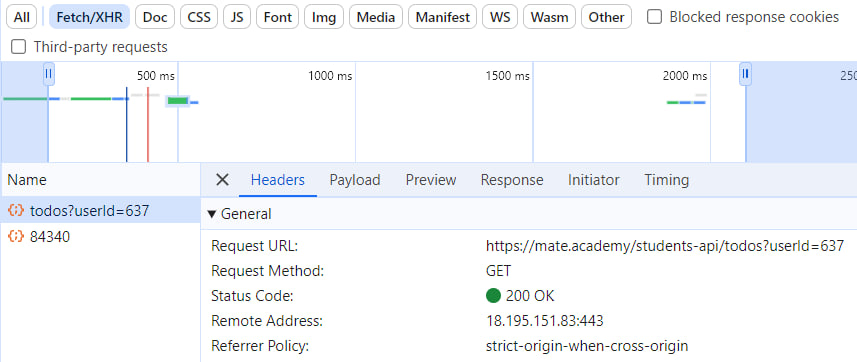 All Fetch/XHR Doc CSS JS Font Img Media Manifest WS Wasm Other Blocked response cookies
Third-party requests
500 ms 1000 ms 1500 ms 2000 ms 250
Name Headers Payload Preview Response Initiator Timing
todos?userId=637 General
84340
Request URL: https://mate.academy/students-api/todos?userId=637
Request Method: GET
Status Code: 200 OK
Remote Address: 18.195.151.83:443
Referrer Policy: strict-origin-when-cross-origin